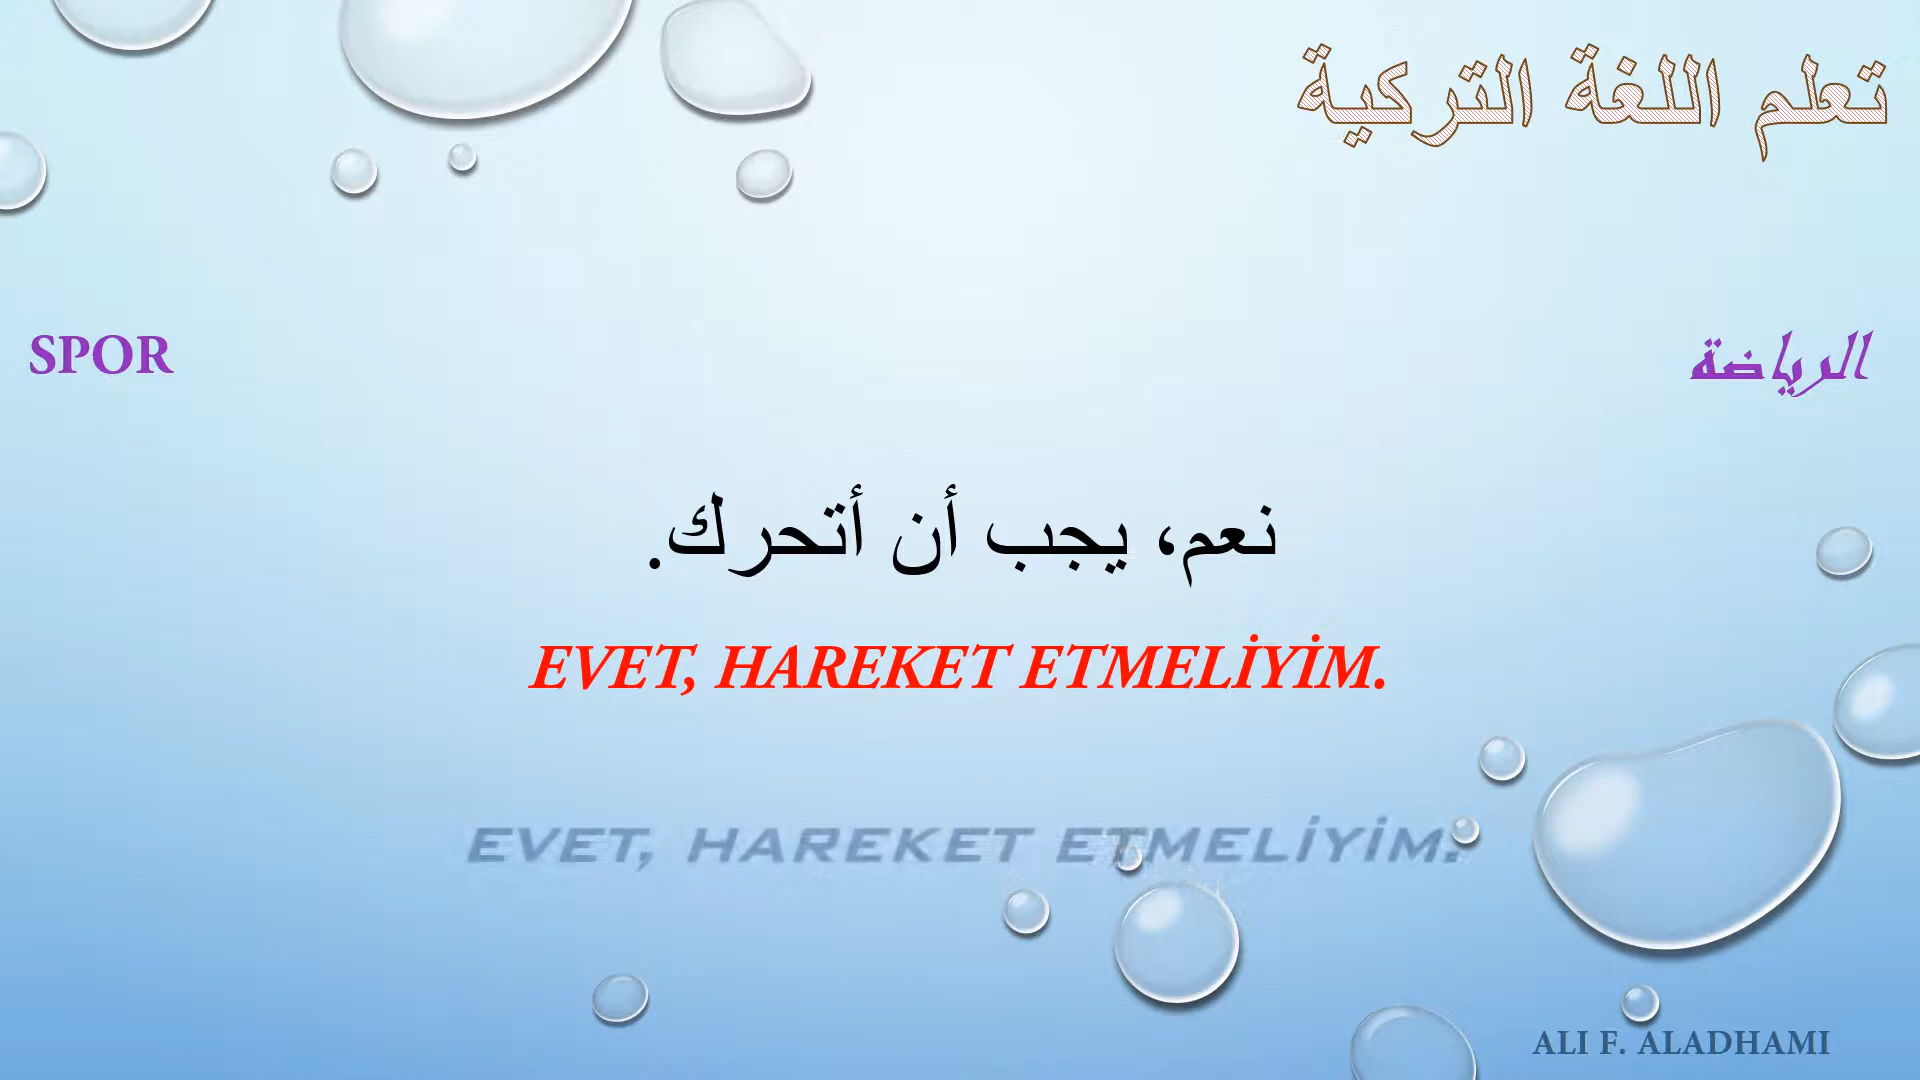 تعلم اللغة التركية
SPOR
الرياضة
نعم، يجب أن أتحرك.
EVET, HAREKET ETMELİYİM.
EVET, HAREKET ETMELİYİM.
ALI F. ALADHAMI